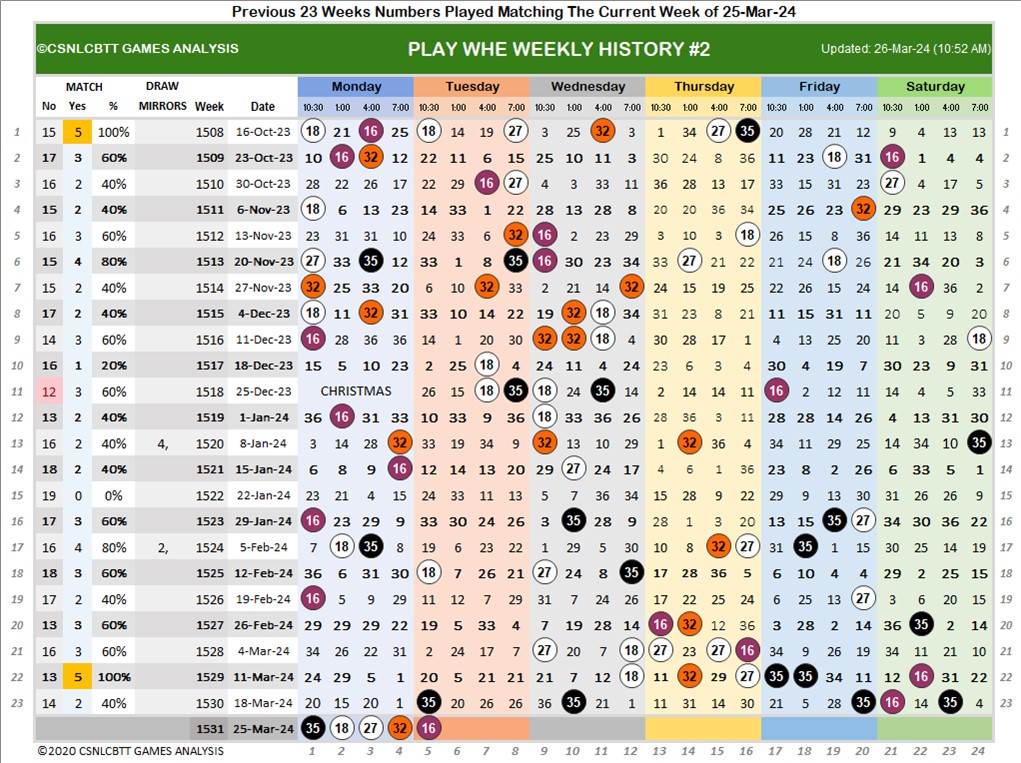 Previous 23 Weeks Numbers Played Matching The Current Week of 25-Mar-24
©CSNLCBTT GAMES ANALYSIS PLAY WHE WEEKLY HISTORY #2 Updated: 26-Mar-24 (10:52 AM)
MATCH DRAW Monday Tuesday Wednesday Thursday Friday Saturday
No Yes % MIRRORS Week Date 10:30 1:00 4:00 7:00 10:30 1:00 4:00 7:00 10:30 1:00 4:00 7:00 10:30 1:00 4:00 7:00 10:30 1:00 4:00 7:00 10:30 1:00 4:00 7:00
1 15 5 100% 1508 16-Oct-23 18 21 16 25 18 14 19 27 3 25 32 3 1 34 27 35 20 28 21 12 9 4 13 13 1
2 17 3 60% 1509 23-Oct-23 10 16 32 12 22 11 6 15 25 10 11 3 30 24 8 36 11 23 18 31 16 1 4 4 2
3 16 2 40% 1510 30-Oct-23 28 22 26 17 22 29 16 27 4 3 33 11 36 28 13 17 33 15 31 23 27 4 17 5 3
4 15 2 40% 1511 6-Nov-23 18 6 13 23 14 33 1 22 28 13 28 8 20 20 36 34 25 26 23 32 29 23 29 36 4
5 16 3 60% 1512 13-Nov-23 23 31 31 10 24 33 6 32 16 2 23 29 3 10 3 18 26 15 8 36 14 11 13 5 5
6 15 4 80% 1513 20-Nov-23 27 33 35 12 33 1 8 35 16 30 23 34 33 27 21 22 21 24 18 26 21 34 20 3 6
7 15 2 40% 1514 27-Nov-23 32 25 33 20 6 10 32 33 2 21 14 32 24 15 19 25 22 26 15 24 14 16 36 2 7
8 17 2 40% 1515 4-Dec-23 18 11 32 31 33 10 14 22 19 32 18 34 31 23 8 21 11 15 31 11 20 5 9 20 8
9 14 3 60% 1516 11-Dec-23 16 28 36 36 14 1 20 30 32 32 18 4 30 28 17 1 4 13 25 20 11 3 28 18 9
10 16 1 20% 1517 18-Dec-23 15 5 10 23 2 25 18 4 24 11 4 24 23 6 3 4 30 4 19 7 30 23 9 31 10
11 12 3 60% 1518 25-Dec-23 CHRISTMAS 26 15 18 35 18 24 35 11 2 14 14 11 16 2 12 11 14 4 5 33 11
12 13 2 40% 1519 1-Jan-24 36 16 31 33 10 33 9 36 18 33 36 26 28 36 3 11 28 28 14 26 4 13 31 30 12
13 16 2 40% 4, 1520 8-Jan-24 3 14 28 32 33 19 34 9 32 13 10 29 1 32 36 4 34 11 29 25 14 34 10 35 13
14 18 2 40% 1521 15-Jan-24 6 8 9 16 12 14 13 20 29 27 24 17 4 6 1 36 23 8 2 26 6 33 5 1 14
15 19 0 0% 1522 22-Jan-24 23 21 4 15 24 33 11 13 5 7 36 34 15 28 9 22 29 9 13 30 31 26 26 9 15
16 17 3 60% 1523 29-Jan-24 16 23 29 9 33 30 24 26 3 35 28 9 28 1 3 20 13 15 35 27 34 30 36 22 16
17 16 4 80% 2, 1524 5-Feb-24 7 18 35 8 19 6 23 22 1 29 5 30 10 8 32 27 31 35 1 15 30 25 14 19 17
18 18 3 60% 1525 12-Feb-24 36 6 31 30 18 7 26 21 27 24 8 35 17 28 36 5 6 10 4 4 29 2 25 15 18
19 17 2 40% 1526 19-Feb-24 16 5 9 29 11 12 7 29 31 7 24 26 17 22 25 24 6 25 13 27 3 6 20 15 19
20 13 3 60% 1527 26-Feb-24 29 29 29 22 19 5 33 4 7 19 28 14 16 32 12 36 3 28 2 14 36 35 2 14 20
21 16 3 60% 1528 4-Mar-24 34 26 22 31 2 24 17 7 27 20 7 18 27 23 27 16 34 9 26 19 34 11 21 10 21
22 13 5 100% 1529 11-Mar-24 24 29 5 1 20 5 21 21 21 7 12 18 11 32 29 27 35 35 34 11 12 16 31 22 22
23 14 2 40% 1530 18-Mar-24 20 15 20 1 35 20 26 26 36 35 21 1 11 31 14 30 21 5 28 35 16 14 35 4 23
1531 25-Mar-24 35 18 27 32 16
©2020 CSNLCBTT GAMES ANALYSIS 1 2 3 4 5 6 7 8 9 10 11 12 13 14 15 16 17 18 19 20 21 22 23 24